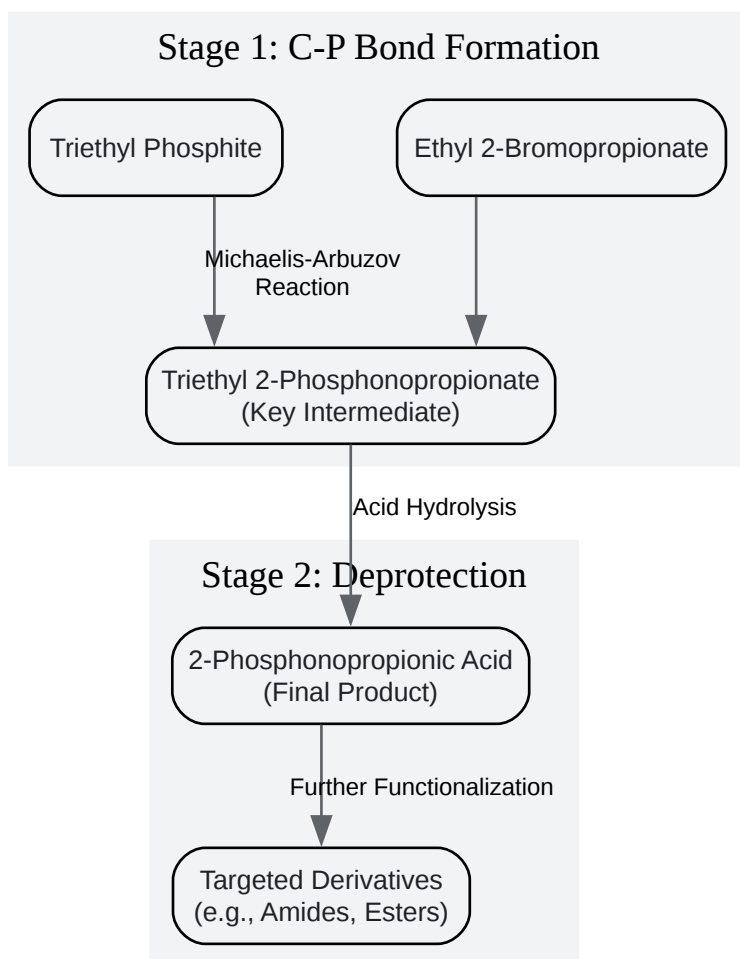 Stage 1: C-P Bond Formation
Triethyl Phosphite
Ethyl 2-Bromopropionate
Michaelis-Arbuzov
Reaction
Triethyl 2-Phosphonopropionate
(Key Intermediate)
Acid Hydrolysis
Stage 2: Deprotection
2-Phosphonopropionic Acid
(Final Product)
Further Functionalization
Targeted Derivatives
(e.g., Amides, Esters)